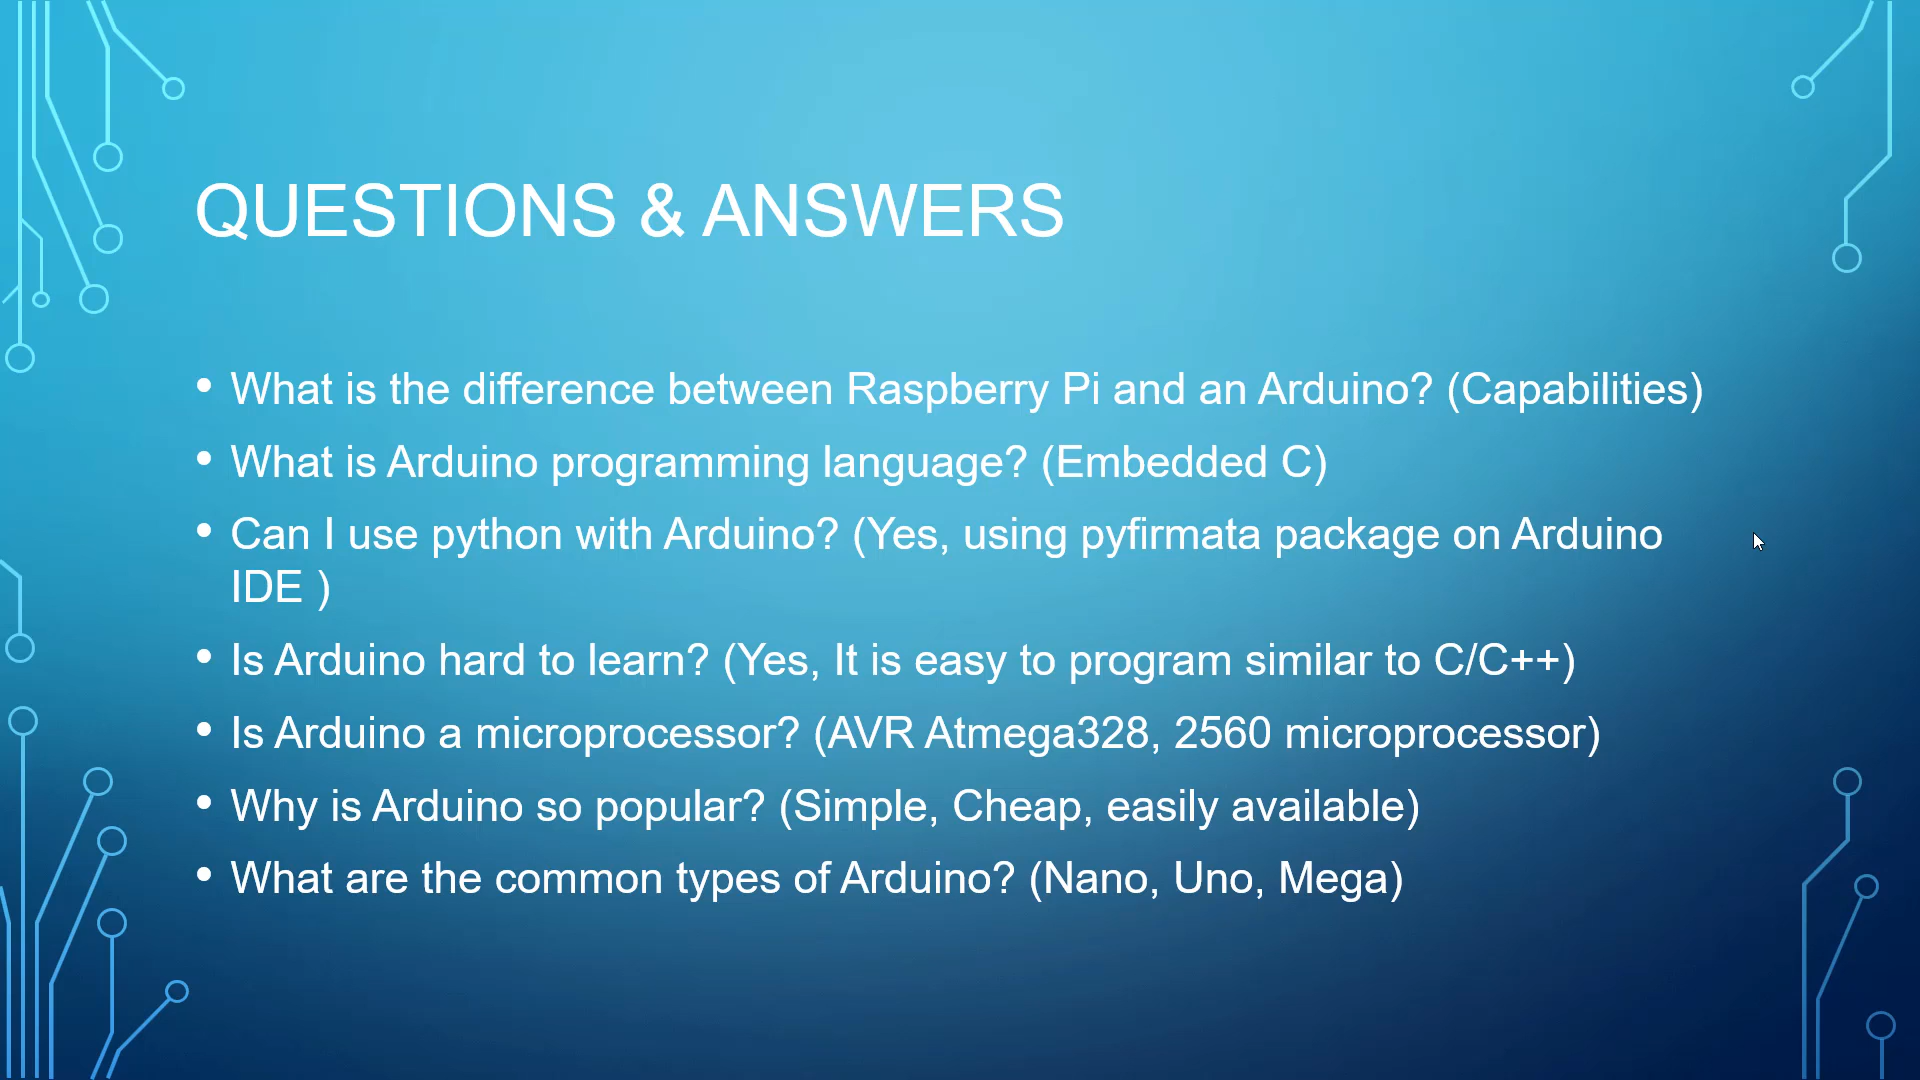 QUESTIONS & ANSWERS
• What is the difference between Raspberry Pi and an Arduino? (Capabilities)
• What is Arduino programming language? (Embedded C)
• Can I use python with Arduino? (Yes, using pyfirmata package on Arduino
IDE )
• Is Arduino hard to learn? (Yes, It is easy to program similar to C/C++)
• Is Arduino a microprocessor? (AVR Atmega328, 2560 microprocessor)
• Why is Arduino so popular? (Simple, Cheap, easily available)
• What are the common types of Arduino? (Nano, Uno, Mega)